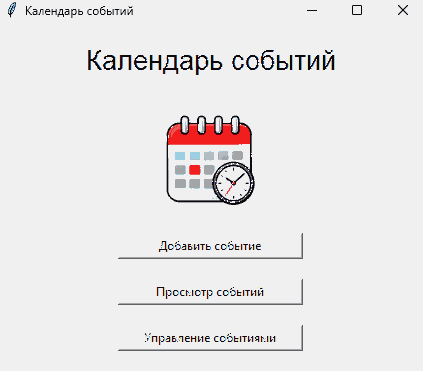 Календарь событий
Календарь событий
Добавить событие
Просмотр событий
Управление событиями